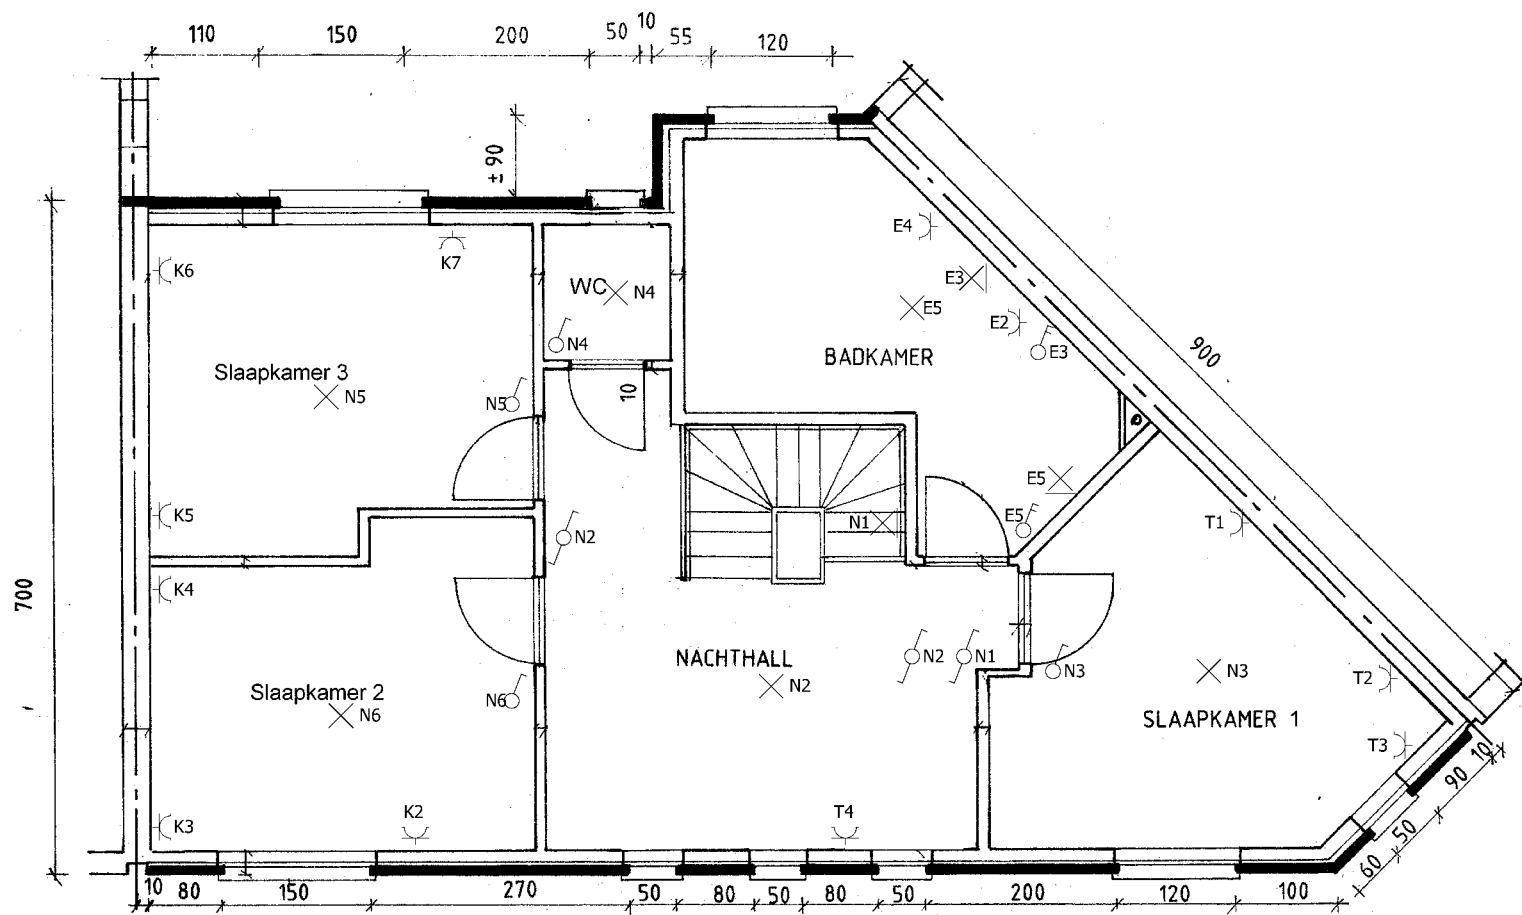 110 150 200 50 10 55 120
± 90
E4
K6 K7 WC N4 E3 E5
E2
N4 E3
BADKAMER 900
Slaapkamer 3
N5 N5 10
E5
K5 N2 N1 E5 T1
K4
700
NACHTHALL N2 N1 N3 N3 T2
Slaapkamer 2 N6 N2
N6 SLAAPKAMER 1
T3
10
90
K3 K2 T4
50
60
10 80 150 270 50 80 50 80 50 200 120 100